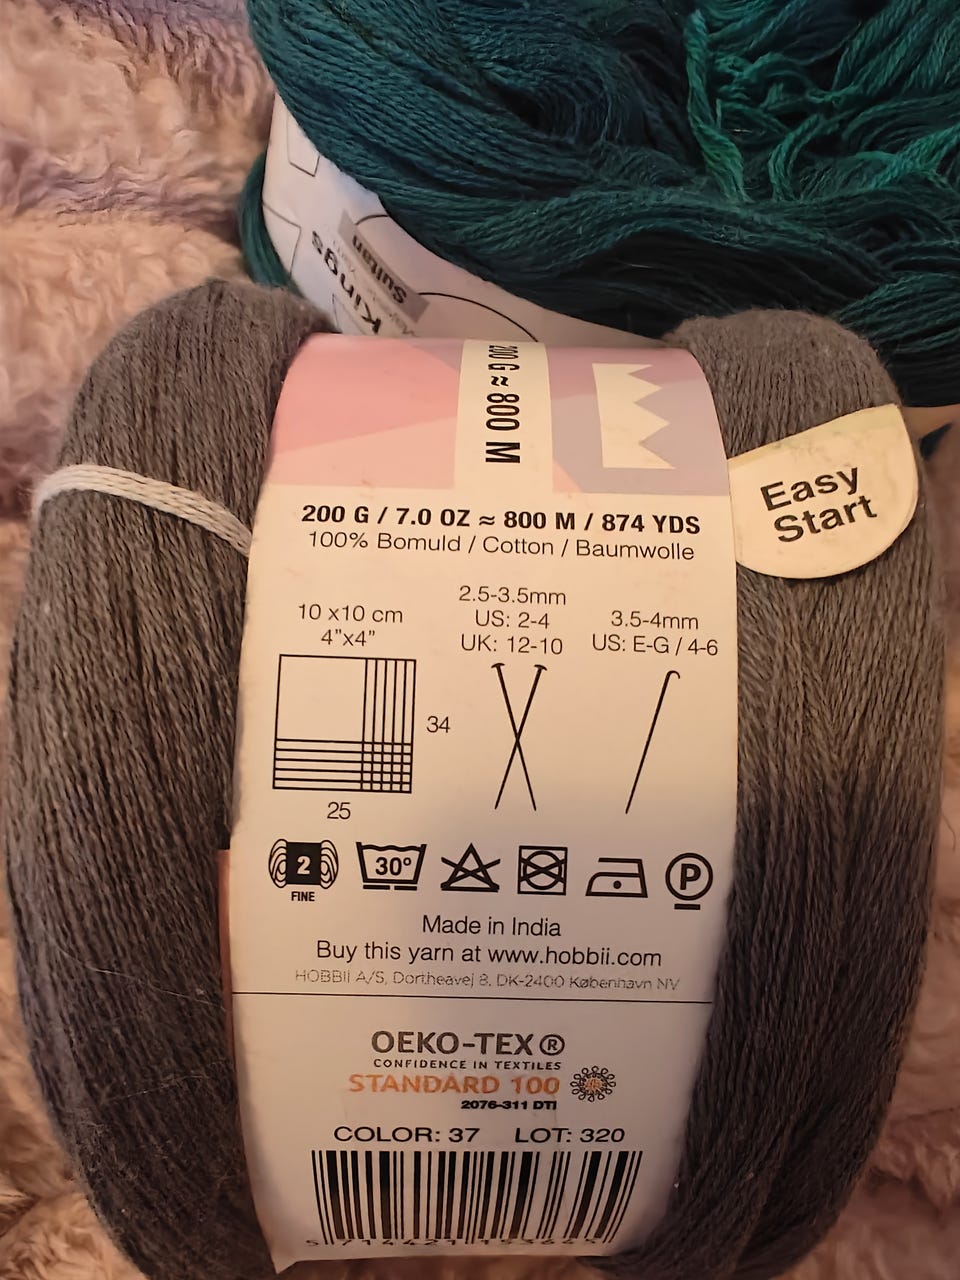 Kings
Sultan
200 G ≈ 800 M
Easy
Start
200 G / 7.0 OZ ≈ 800 M / 874 YDS
100% Bomuld / Cotton / Baumwolle
10 x10 cm
4”x4”
34
25
2.5-3.5mm
US: 2-4
UK: 12-10
3.5-4mm
US: E-G / 4-6
2
FINE
30°
P
Made in India
Buy this yarn at www.hobbii.com
HOBBII A/S, Dortheavej 8, DK-2400 København NV
OEKO-TEX®
CONFIDENCE IN TEXTILES
STANDARD 100
2076-311 DTI
COLOR: 37 LOT: 320